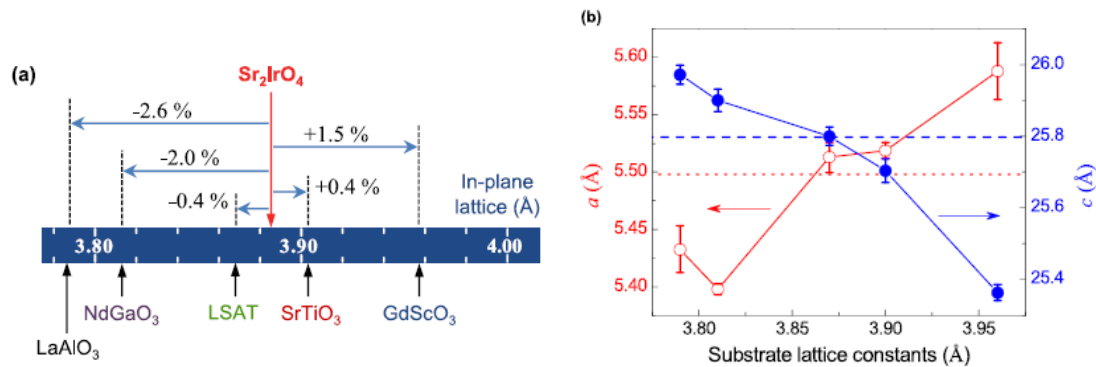 (a)
Sr₂IrO₄
-2.6 %
+1.5 %
-2.0 %
+0.4 %
-0.4 %
In-plane
lattice (Å)
3.80 3.90 4.00
NdGaO₃ LSAT SrTiO₃ GdScO₃
LaAlO₃
(b)
5.60
5.55
5.50
5.45
5.40
a (Å)
26.0
25.8
25.6
25.4
c (Å)
3.80 3.85 3.90 3.95
Substrate lattice constants (Å)